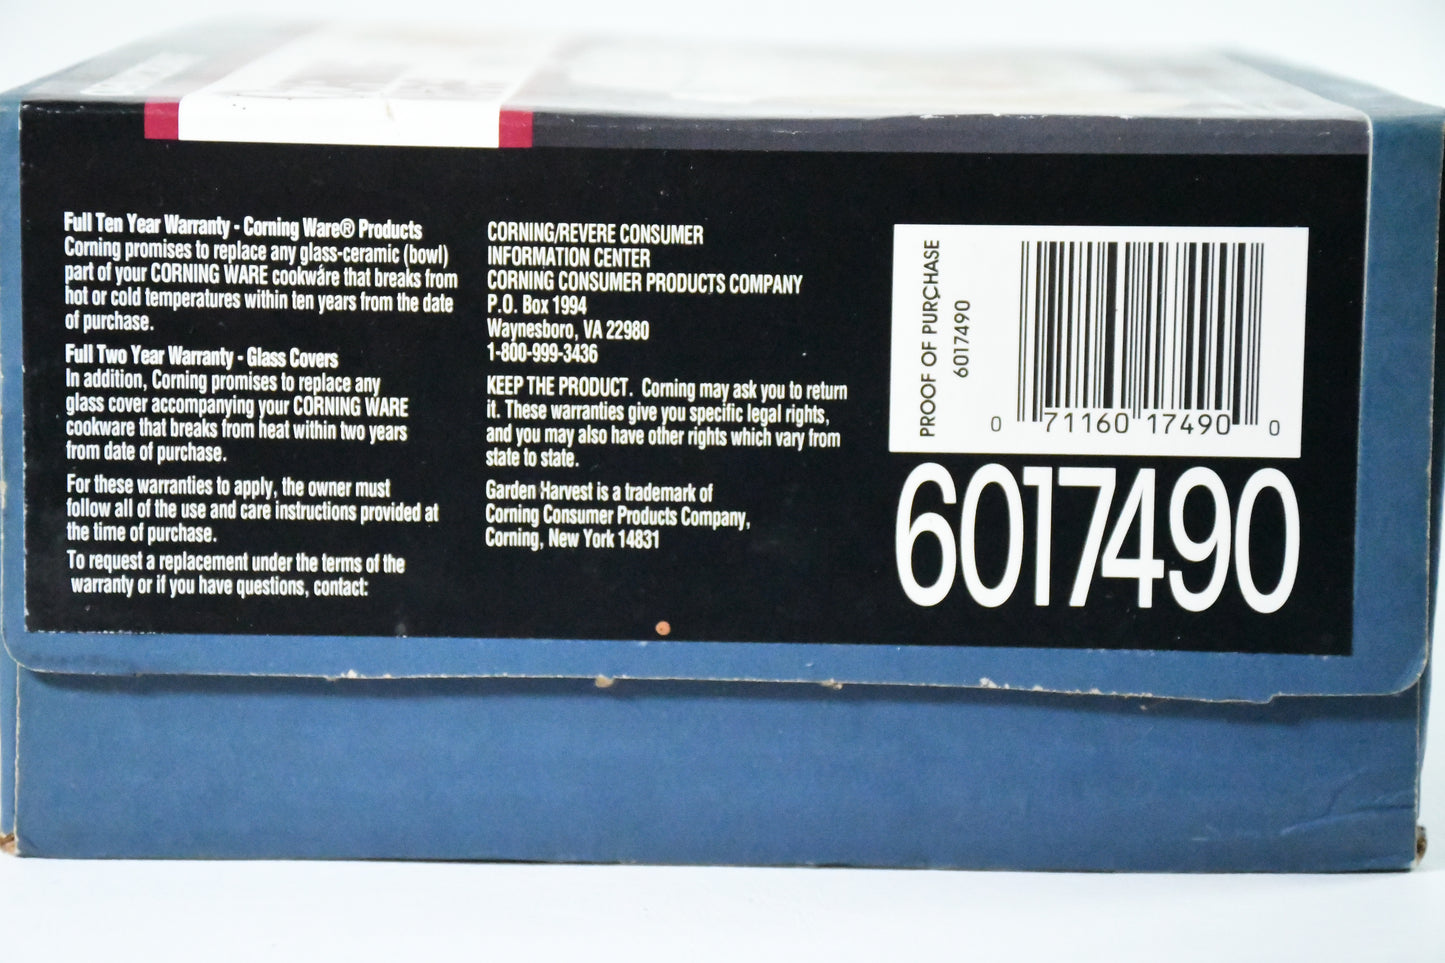 Full Ten Year Warranty - Corning Ware® Products
Corning promises to replace any glass-ceramic (bowl)
part of your CORNING WARE cookware that breaks from
hot or cold temperatures within ten years from the date
of purchase.
Full Two Year Warranty - Glass Covers
In addition, Corning promises to replace any
glass cover accompanying your CORNING WARE
cookware that breaks from heat within two years
from date of purchase.
For these warranties to apply, the owner must
follow all of the use and care instructions provided at
the time of purchase.
To request a replacement under the terms of the
warranty or if you have questions, contact:
CORNING/REVERE CONSUMER
INFORMATION CENTER
CORNING CONSUMER PRODUCTS COMPANY
P.O. Box 1994
Waynesboro, VA 22980
1-800-999-3436
KEEP THE PRODUCT. Corning may ask you to return
it. These warranties give you specific legal rights,
and you may also have other rights which vary from
state to state.
Garden Harvest is a trademark of
Corning Consumer Products Company,
Corning, New York 14831
PROOF OF PURCHASE
6017490
0 71160 17490 0
6017490